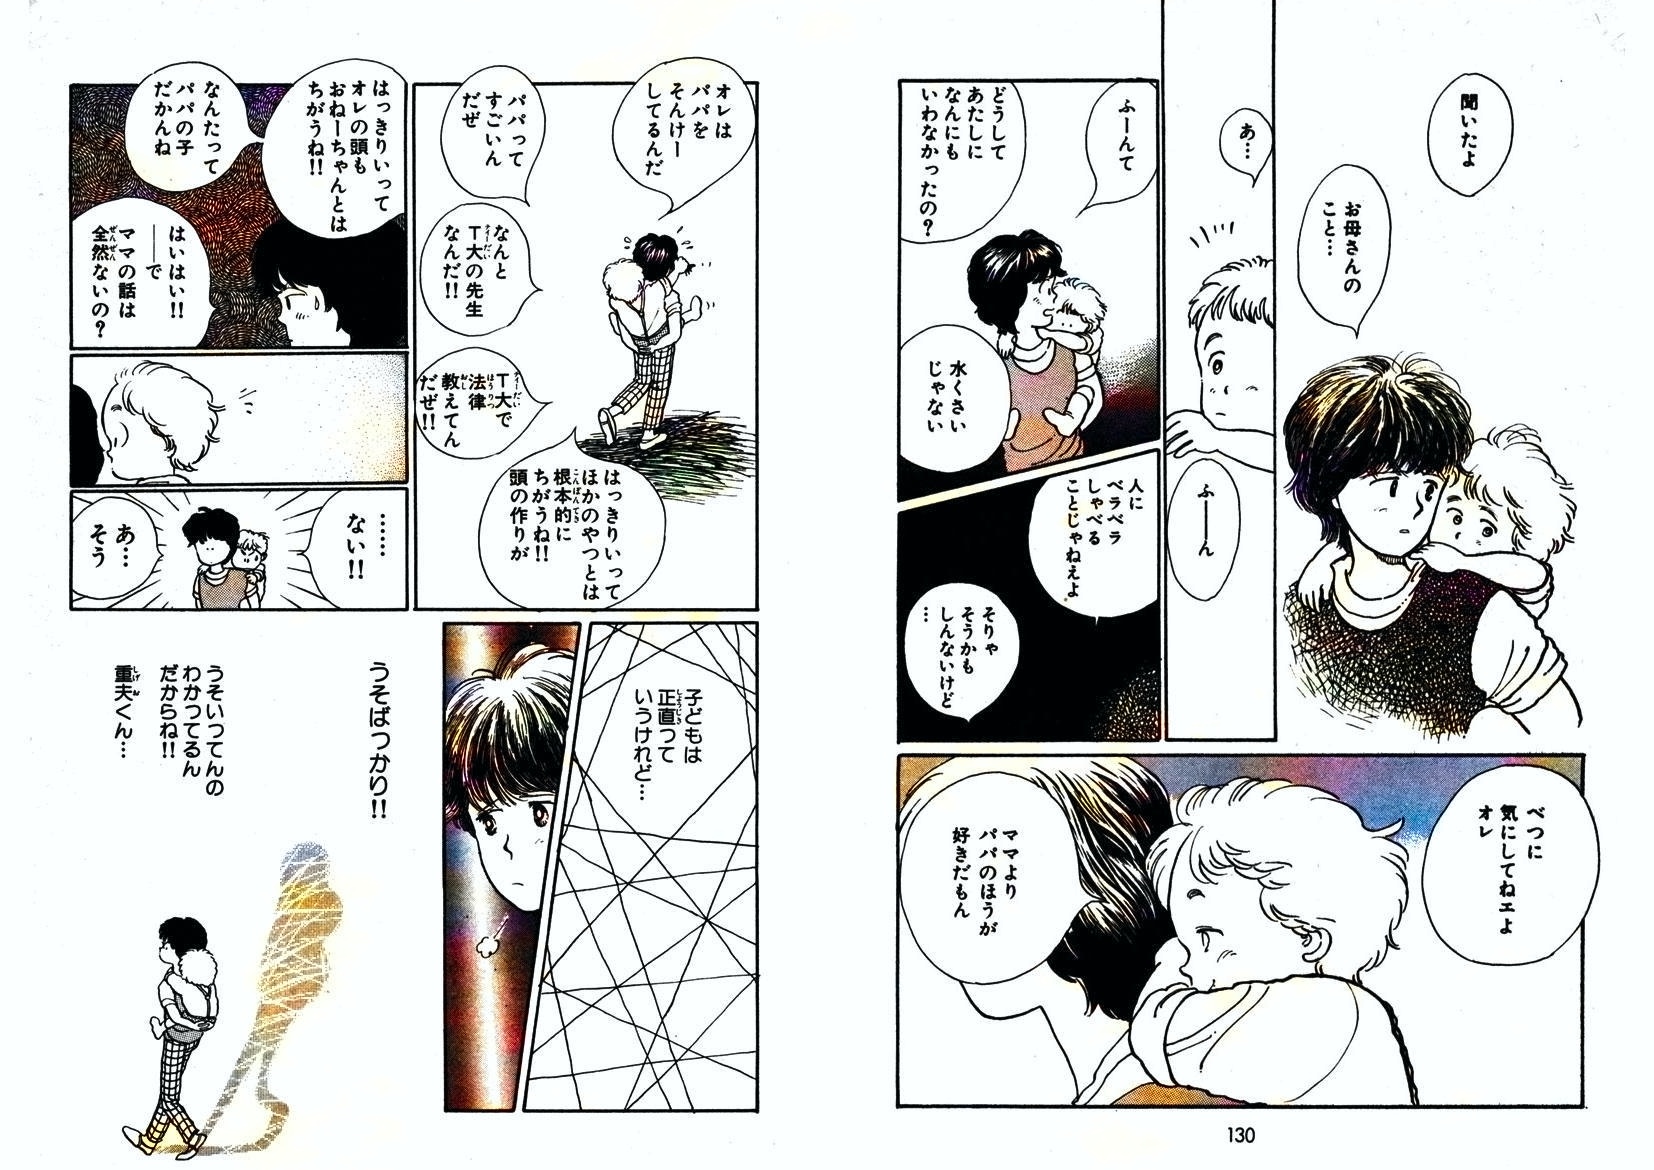 聞いたよ
お母さんの
こと…
あ…
ふーん
ふーんて
どうして
あたしに
なんにも
いわなかったの?
水くさい
じゃない
人に
ベラベラ
しゃべる
ことじゃねえよ
そりゃ
そうかも
しんないけど
…
べつに
気にしてねエよ
オレ
ママより
パパのほうが
好きだもん
130
オレは
パパを
そんけー
してるんだ
パパって
すごいん
だぜ
なんと
T大の先生
なんだ!!
T大で
法律
教えてん
だぜ!!
はっきりいって
ほかのやつとは
根本的に
ちがうね!!
頭の作りが
はっきりいって
オレの頭も
おねーちゃんとは
ちがうね!!
なんたって
パパの子
だかんね
はいはい!!
──で
ママの話は
全然ないの?
……
ない!!
あ…
そう
子どもは
正直って
いうけれど…
うそばっかり!!
うそいってんの
わかってるん
だからね!!
重夫くん…